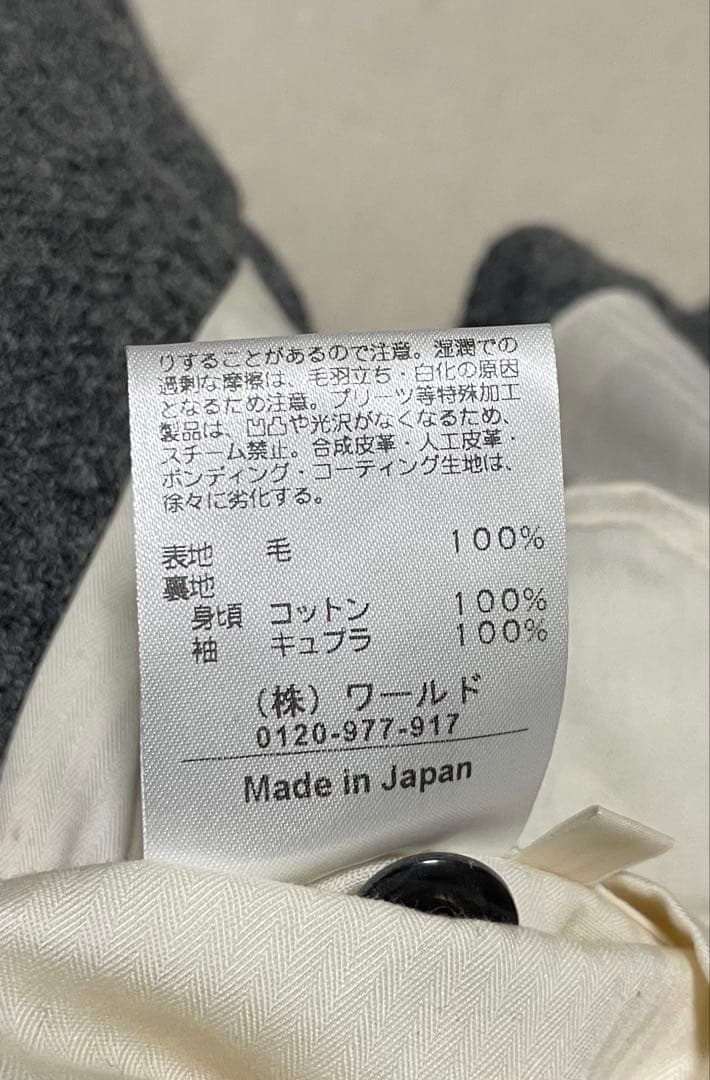 りすることがあるので注意。湿潤での
過剰な摩擦は、毛羽立ち・白化の原因
となるため注意。プリーツ等特殊加工
製品は、凹凸や光沢がなくなるため、
スチーム禁止。合成皮革・人工皮革・
ボンディング・コーティング生地は、
徐々に劣化する。
表地 毛 100%
裏地
身頃 コットン 100%
袖 キュプラ 100%
(株) ワールド
0120-977-917
Made in Japan